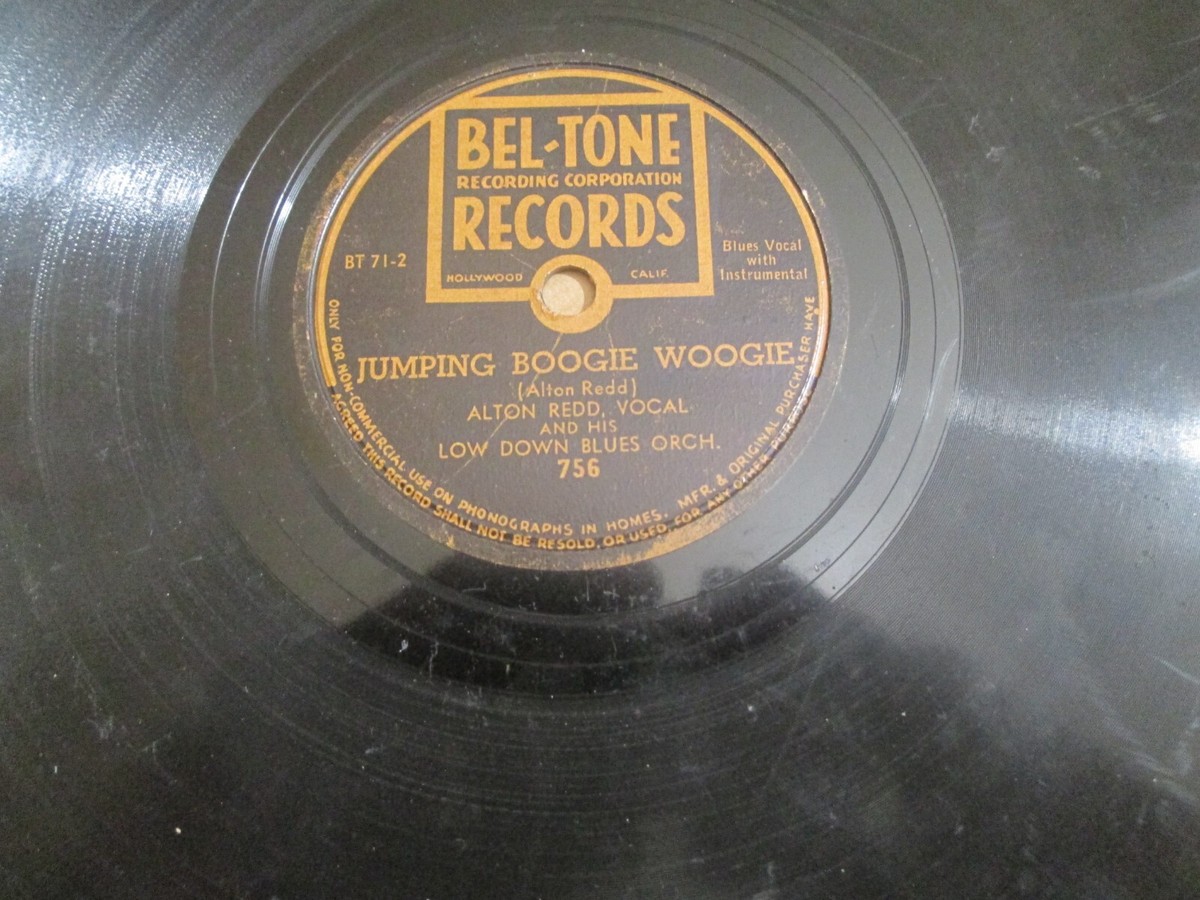 BEL-TONE
RECORDING CORPORATION
RECORDS
HOLLYWOOD CALIF.
BT 71-2
Blues Vocal
with
Instrumental
JUMPING BOOGIE WOOGIE
(Alton Redd)
ALTON REDD, VOCAL
AND HIS
LOW DOWN BLUES ORCH.
756
ONLY FOR NON-COMMERCIAL USE ON PHONOGRAPHS IN HOMES. MFR. & ORIGINAL PURCHASER HAVE
AGREED THIS RECORD SHALL NOT BE RESOLD, OR USED, FOR ANY OTHER PURPOSE